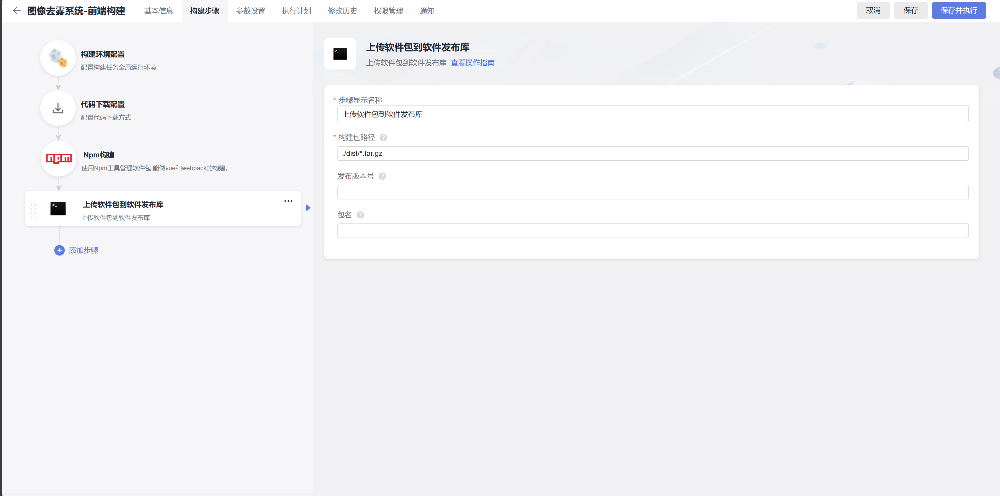 图像去雾系统-前端构建 基本信息 构建步骤 参数设置 执行计划 修改历史 权限管理 通知 取消 保存 保存并执行
构建环境配置
配置构建任务全局运行环境
代码下载配置
配置代码下载方式
npm
Npm构建
使用Npm工具管理软件包,能做vue和webpack的构建。
>_
上传软件包到软件发布库
上传软件包到软件发布库
添加步骤
>_
上传软件包到软件发布库
上传软件包到软件发布库 查看操作指南
* 步骤显示名称
上传软件包到软件发布库
* 构建包路径 ?
./dist/*.tar.gz
发布版本号 ?
包名 ?